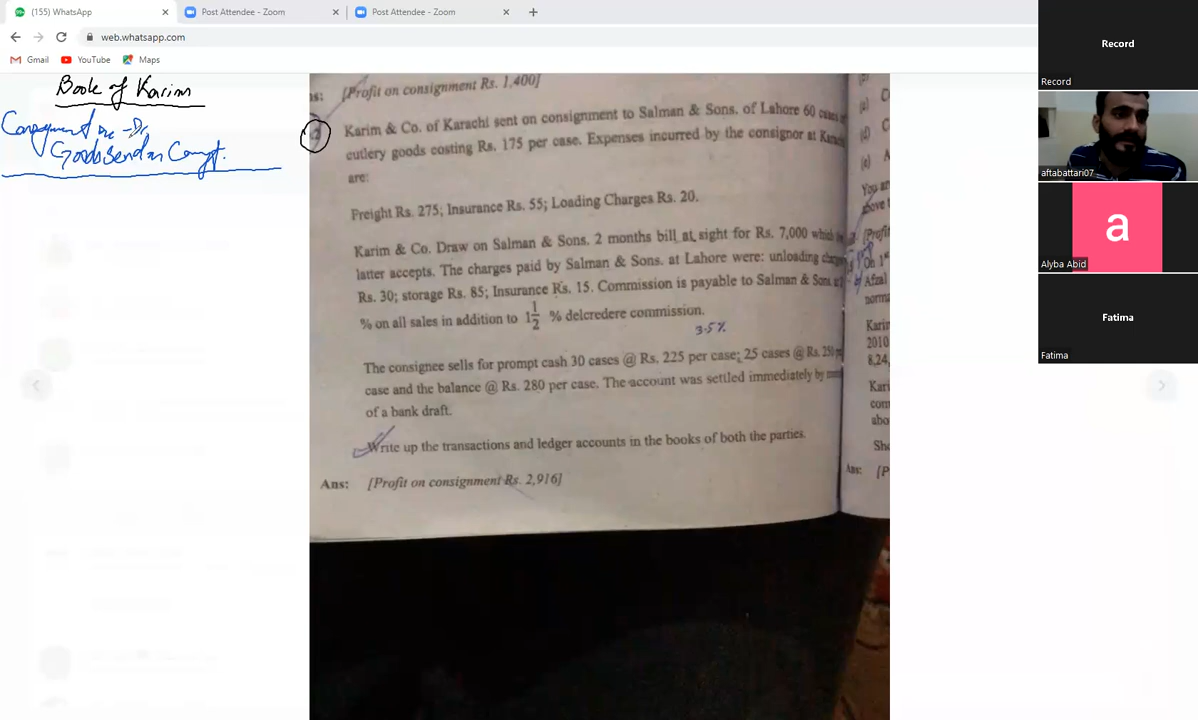 (155) WhatsApp
Post Attendee - Zoom
Post Attendee - Zoom
web.whatsapp.com
Gmail YouTube Maps
Book of Karim
Goods Send on
[Profit on consignment Rs. 1,400]
Karim & Co. of Karachi sent on consignment to Salman & Sons. of Lahore 60 cases
cutlery goods costing Rs. 175 per case. Expenses incurred by the consignor at
are:
Freight Rs. 275; Insurance Rs. 55; Loading Charges Rs. 20.
Karim & Co. Draw on Salman & Sons. 2 months bill at sight for Rs. 7,000 which
latter accepts. The charges paid by Salman & Sons. at Lahore were: unloading
Rs. 30; storage Rs. 85; Insurance Rs. 15. Commission is payable to Salman & Sons.
% on all sales in addition to 1 1/2 % delcredere commission.
3.5%
The consignee sells for prompt cash 30 cases @ Rs. 225 per case; 25 cases @ Rs. 250
case and the balance @ Rs. 280 per case. The account was settled immediately by
of a bank draft.
Write up the transactions and ledger accounts in the books of both the parties.
Ans: [Profit on consignment Rs. 2,916]
Record
Record
aftabattari07
a
Alyba Abid
Fatima
Fatima